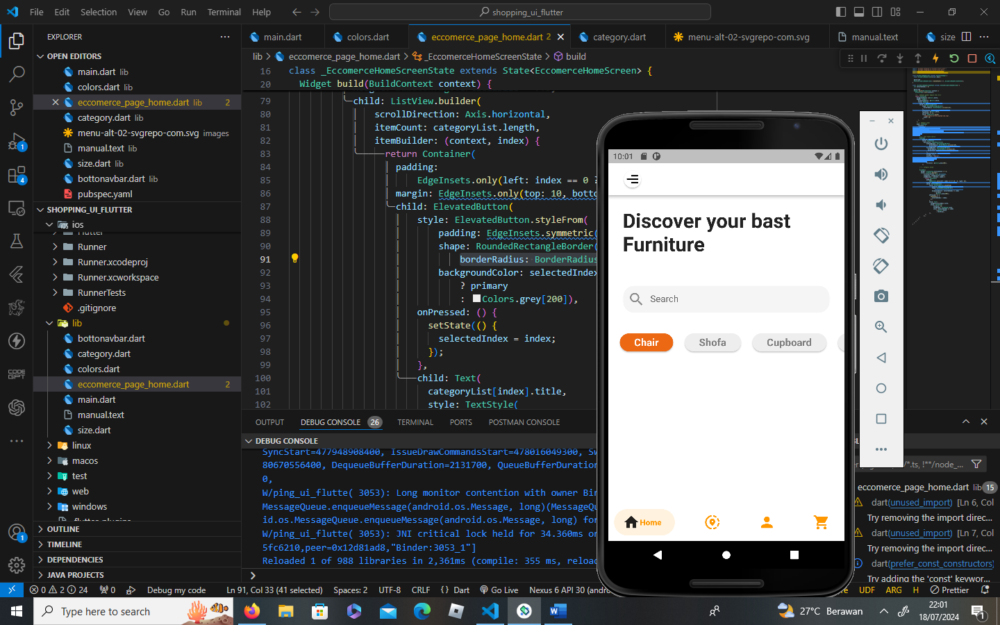 File Edit Selection View Go Run Terminal Help
shopping_ui_flutter
EXPLORER
OPEN EDITORS
main.dart lib
colors.dart lib
eccomerce_page_home.dart lib 2
category.dart lib
menu-alt-02-svgrepo-com.svg images
manual.text lib
size.dart lib
bottonavbar.dart lib
pubspec.yaml
SHOPPING_UI_FLUTTER
ios
Flutter
Runner
Runner.xcodeproj
Runner.xcworkspace
RunnerTests
.gitignore
lib
bottonavbar.dart
category.dart
colors.dart
eccomerce_page_home.dart 2
main.dart
manual.text
size.dart
linux
macos
test
web
windows
.flutter-plugins
OUTLINE
TIMELINE
DEPENDENCIES
JAVA PROJECTS
1
4
CODE
GPT
1
main.dart colors.dart eccomerce_page_home.dart 2 category.dart menu-alt-02-svgrepo-com.svg manual.text size
lib > eccomerce_page_home.dart > _EccomerceHomeScreenState > build
16 class _EccomerceHomeScreenState extends State<EccomerceHomeScreen> {
20 Widget build(BuildContext context) {
79 child: ListView.builder(
80 scrollDirection: Axis.horizontal,
81 itemCount: categoryList.length,
82 itemBuilder: (context, index) {
83 return Container(
84 padding:
85 EdgeInsets.only(left: index == 0 ?
86 margin: EdgeInsets.only(top: 10, botto
87 child: ElevatedButton(
88 style: ElevatedButton.styleFrom(
89 padding: EdgeInsets.symmetric(
90 shape: RoundedRectangleBorder(
91 borderRadius: BorderRadius
92 backgroundColor: selectedIndex
93 ? primary
94 : Colors.grey[200]),
95 onPressed: () {
96 setState(() {
97 selectedIndex = index;
98 });
99 },
100 child: Text(
101 categoryList[index].title,
102 style: TextStyle(
OUTPUT DEBUG CONSOLE 26 TERMINAL PORTS POSTMAN CONSOLE
DEBUG CONSOLE
SyncStart=477948908400, IssueDrawCommandsStart=478016049300, Sw
80670556400, DequeueBufferDuration=2131700, QueueBufferDuration
0,
W/ping_ui_flutte( 3053): Long monitor contention with owner Bin
MessageQueue.enqueueMessage(android.os.Message, long)(MessageQu
id.os.MessageQueue.enqueueMessage(android.os.Message, long) for
W/ping_ui_flutte( 3053): JNI critical lock held for 34.360ms on
5fc6210,peer=0x12d81ad8,"Binder:3053_1"]
Reloaded 1 of 988 libraries in 2,361ms (compile: 355 ms, reload
10:01
Discover your bast
Furniture
Search
Chair Shofa Cupboard
Home
/*.ts, !**/node_...
eccomerce_page_home.dart lib 15
dart(unused_import) [Ln 6, Col
Try removing the import direc...
dart(unused_import) [Ln 7, Col
Try removing the import direc...
dart(prefer_const_constructors)
Try adding the 'const' keywor...
0 2 24 0 Debug my code Ln 91, Col 33 (41 selected) Spaces: 2 UTF-8 CRLF {} Dart Go Live Nexus 6 API 30 (andro UDF ARG H Prettier
Type here to search
27°C Berawan
22:01
18/07/2024
1